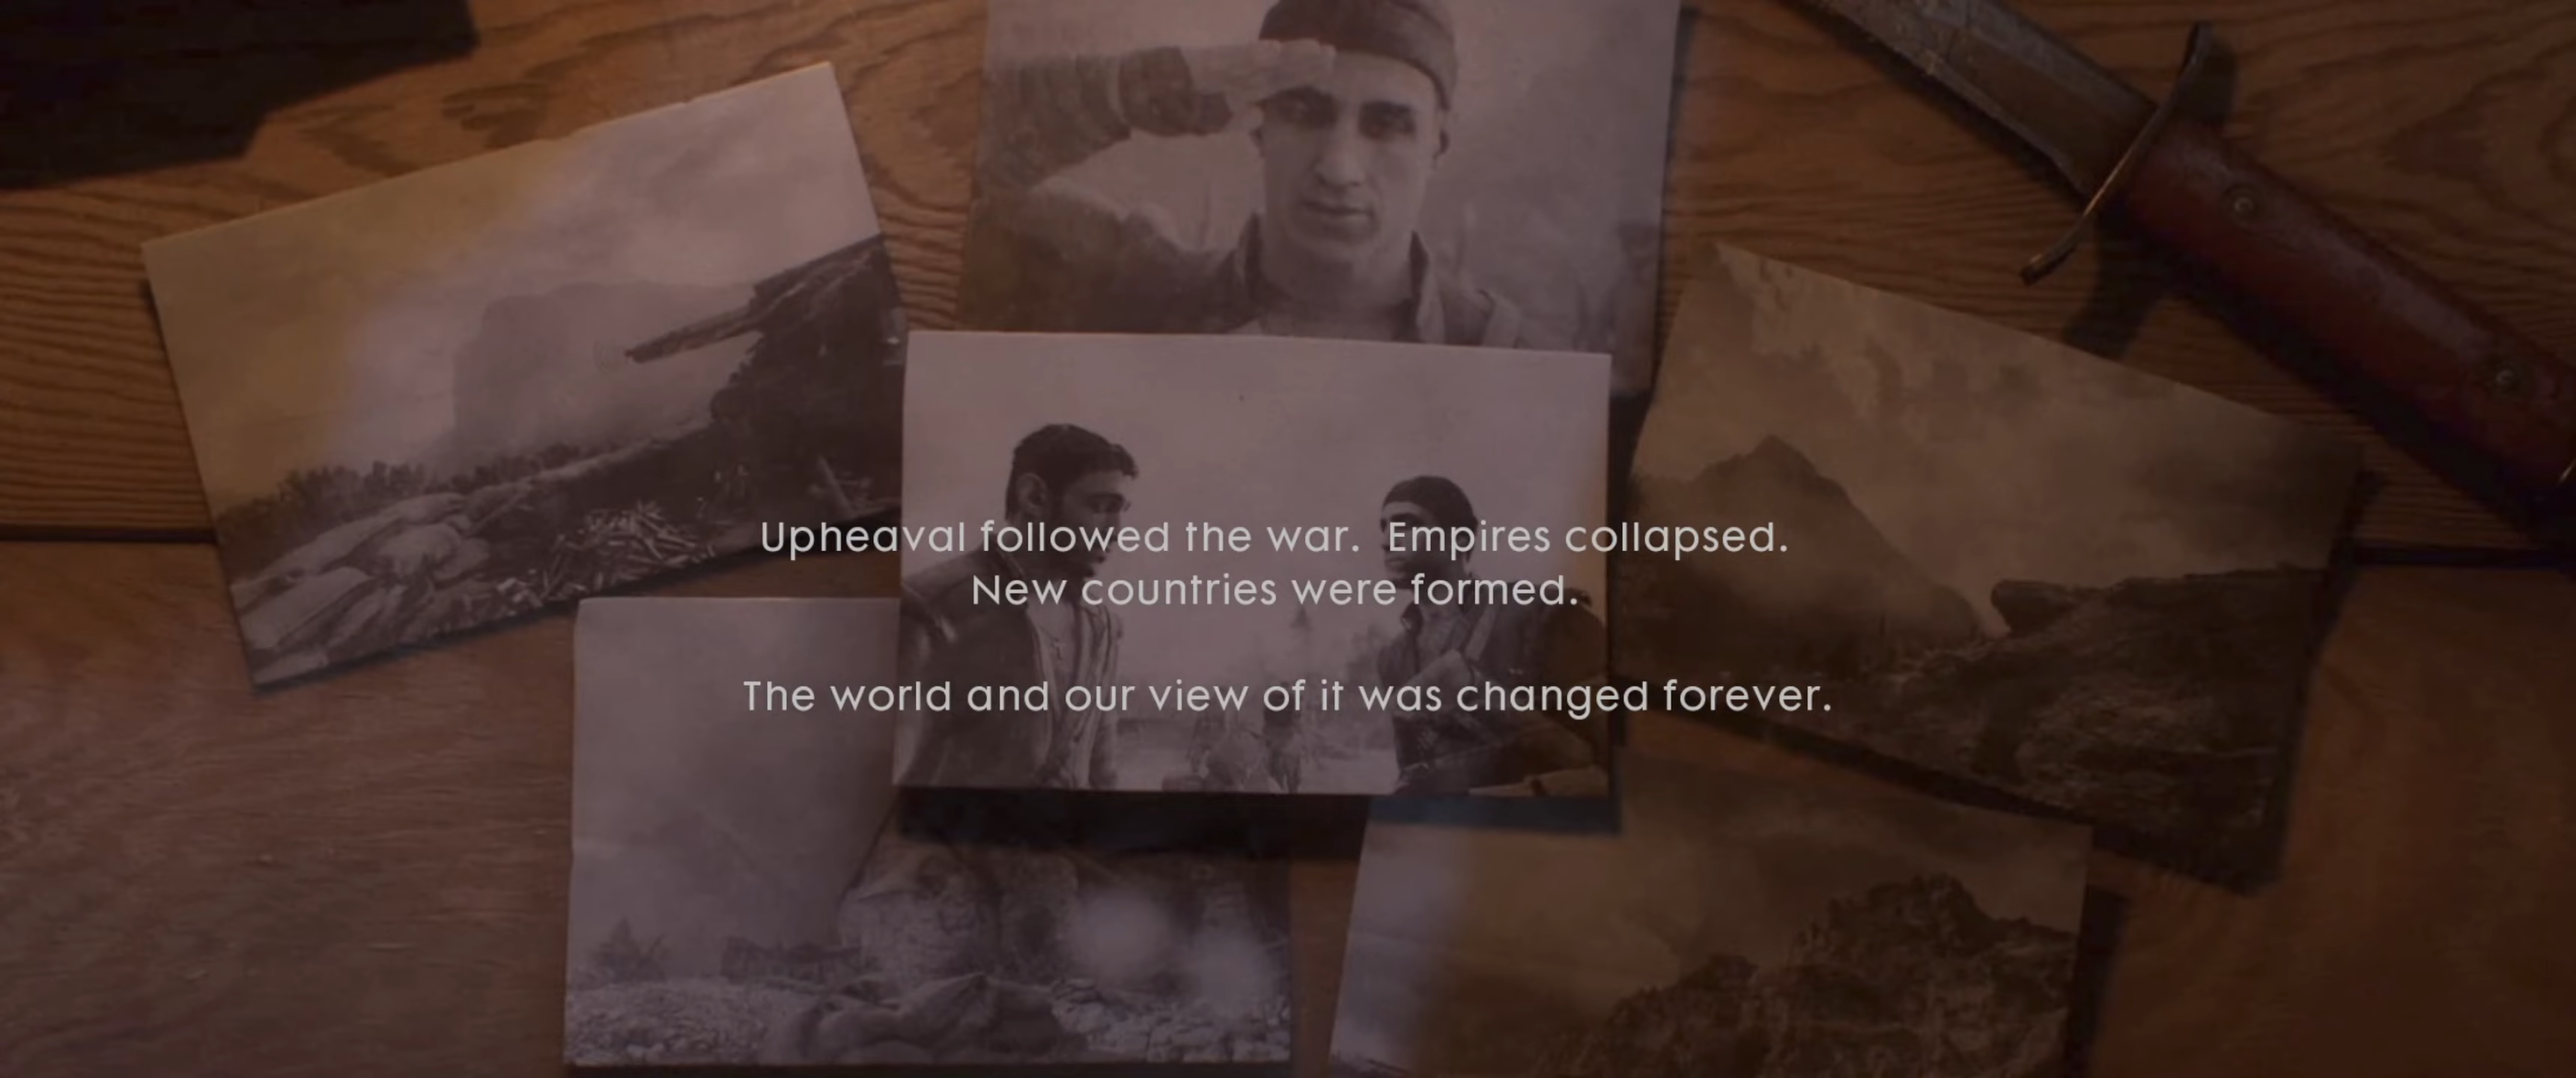 Upheaval followed the war.  Empires collapsed.
New countries were formed.
The world and our view of it was changed forever.